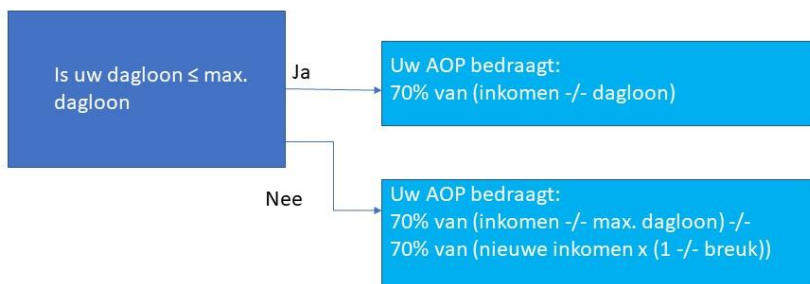 Is uw dagloon ≤ max.
dagloon
Ja
Uw AOP bedraagt:
70% van (inkomen -/- dagloon)
Nee
Uw AOP bedraagt:
70% van (inkomen -/- max. dagloon) -/-
70% van (nieuwe inkomen x (1 -/- breuk))